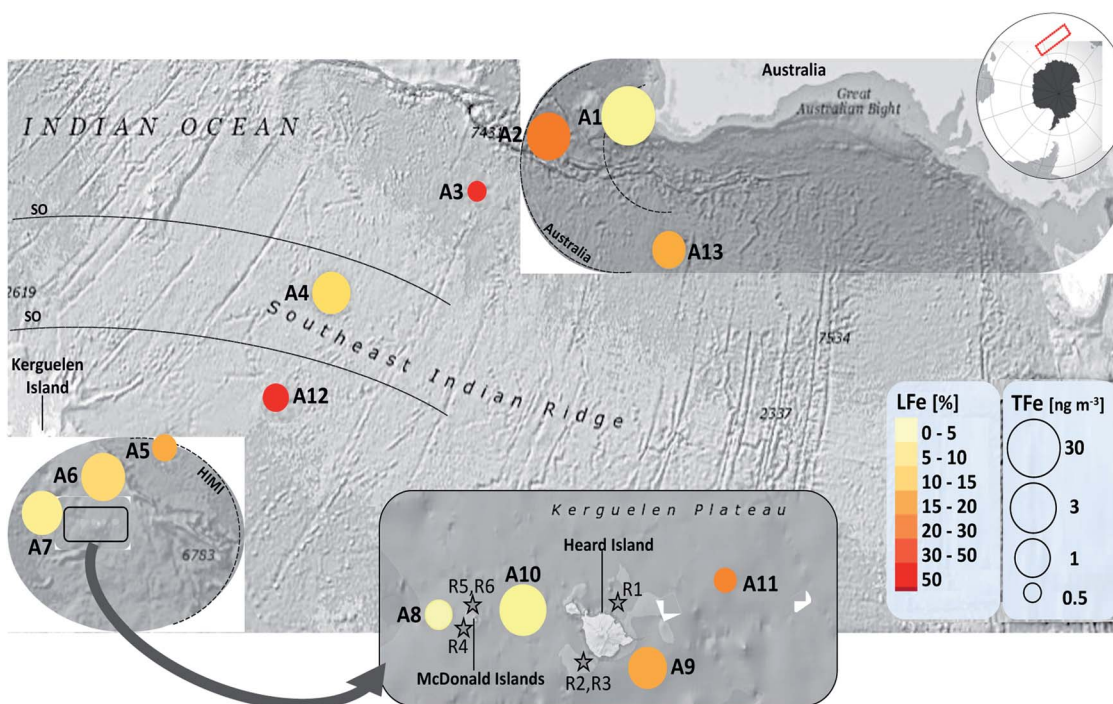 Australia
Great
Australian Bight
INDIAN OCEAN
A1
A2
A3
SO
Australia
A13
A4
2619
SO
Southeast Indian Ridge
7534
Kerguelen
Island
A12
2337
LFe [%]
0 - 5
5 - 10
10 - 15
15 - 20
20 - 30
30 - 50
50
TFe [ng m⁻³]
30
3
1
0.5
A5
A6
HIMI
A7
6783
Kerguelen Plateau
Heard Island
A10
A11
R5, R6
R1
A8
R4
A9
McDonald Islands
R2,R3